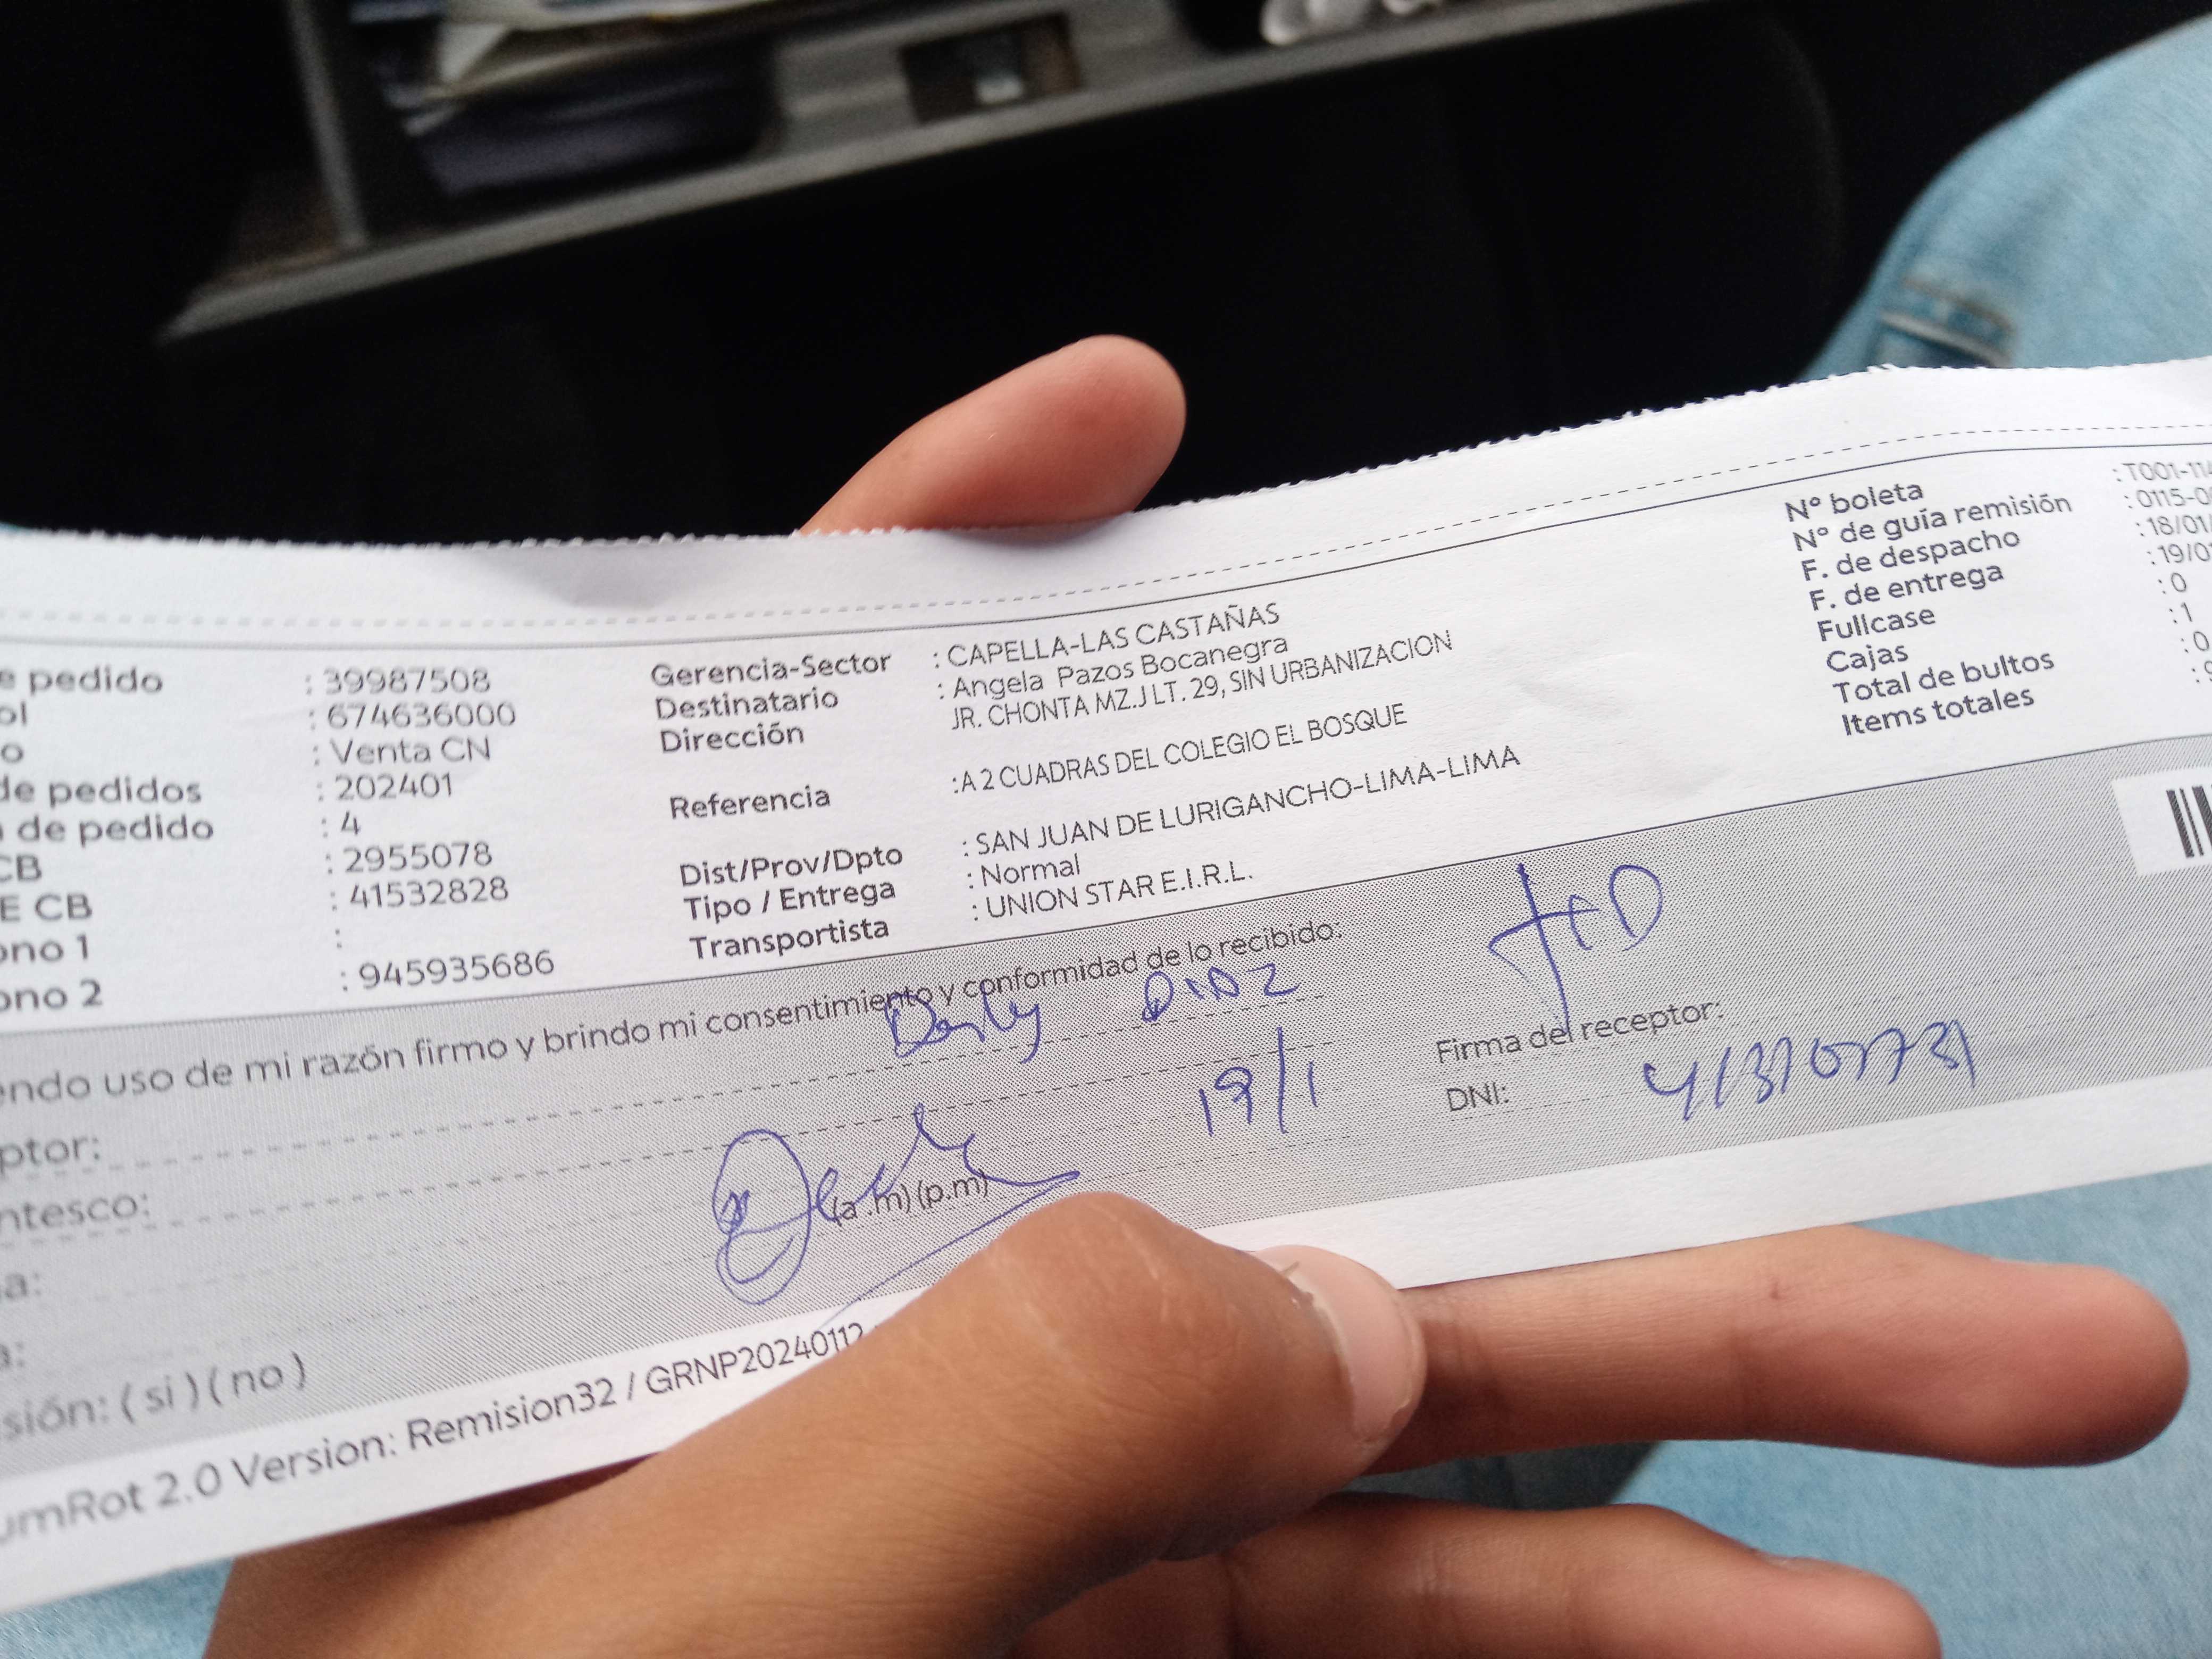 e pedido : 39987508
ol : 674636000
o : Venta CN
de pedidos : 202401
de pedido : 4
CB : 2955078
E CB : 41532828
ono 1 :
ono 2 : 945935686
Gerencia-Sector : CAPELLA-LAS CASTAÑAS
Destinatario : Angela Pazos Bocanegra
Dirección JR. CHONTA MZ.J LT. 29, SIN URBANIZACION
Referencia :A 2 CUADRAS DEL COLEGIO EL BOSQUE
Dist/Prov/Dpto : SAN JUAN DE LURIGANCHO-LIMA-LIMA
Tipo / Entrega : Normal
Transportista : UNION STAR E.I.R.L.
N° boleta : T001-114
N° de guía remisión : 0115-0
F. de despacho : 18/01/
F. de entrega : 19/0
Fullcase : 0
Cajas : 1
Total de bultos : 0
Items totales : 9
endo uso de mi razón firmo y brindo mi consentimiento y conformidad de lo recibido:
ptor: DIAZ
Firma del receptor:
ntesco: 19/1
DNI:
a:
a: (a .m) (p.m)
sión: ( si ) ( no )
umRot 2.0 Version: Remision32 / GRNP20240112